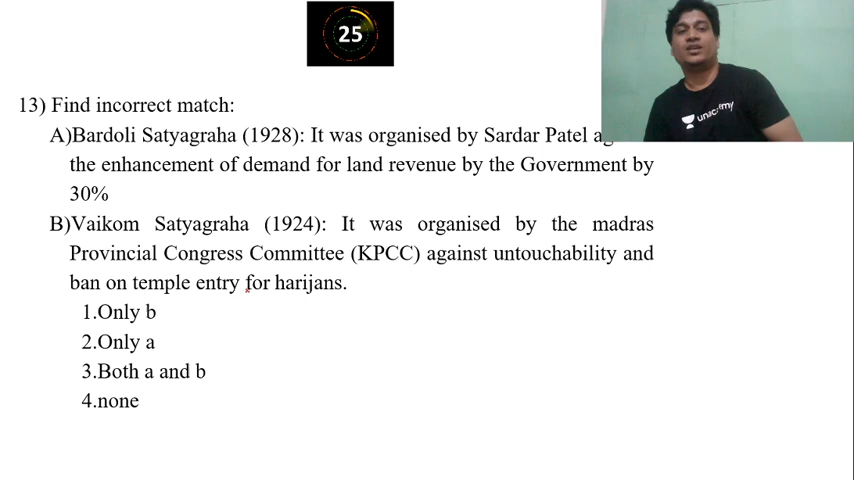 25
unacademy
13) Find incorrect match:
A)Bardoli Satyagraha (1928): It was organised by Sardar Patel
the enhancement of demand for land revenue by the Government by
30%
B)Vaikom Satyagraha (1924): It was organised by the madras
Provincial Congress Committee (KPCC) against untouchability and
ban on temple entry for harijans.
1.Only b
2.Only a
3.Both a and b
4.none